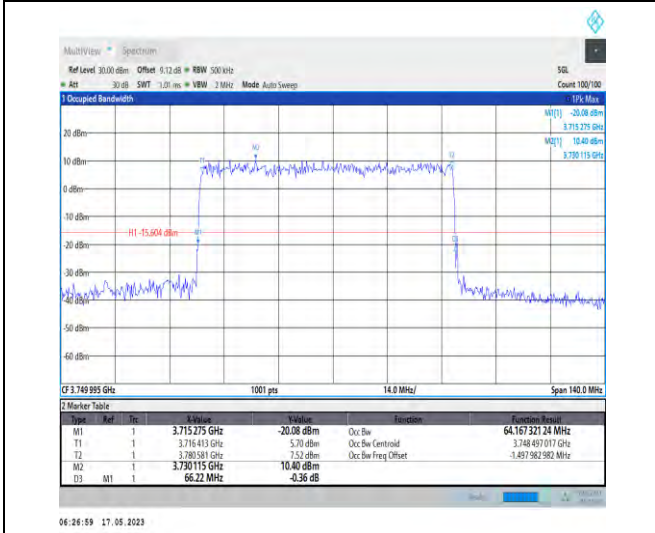 MultiView Spectrum
Ref Level 30.00 dBm Offset 9.12 dB RBW 500 kHz SGL
Att 30 dB SWT 1.01 ms VBW 2 MHz Mode Auto Sweep Count 100/100
1 Occupied Bandwidth 1Pk Max
M1[1] -20.08 dBm
3.715 275 GHz
M2[1] 10.40 dBm
3.730 115 GHz
20 dBm
M2
10 dBm
0 dBm
-10 dBm
H1 -15.604 dBm
-20 dBm
-30 dBm
-40 dBm
-50 dBm
-60 dBm
CF 3.749 995 GHz 1001 pts 14.0 MHz/ Span 140.0 MHz
2 Marker Table
Type Ref Trc X-Value Y-Value Function Function Result
M1 1 3.715 275 GHz -20.08 dBm Occ Bw 64.167 321 24 MHz
T1 1 3.716 413 GHz 5.70 dBm Occ Bw Centroid 3.748 497 017 GHz
T2 1 3.780 581 GHz 7.52 dBm Occ Bw Freq Offset -1.497 982 982 MHz
M2 1 3.730 115 GHz 10.40 dBm
D3 M1 1 66.22 MHz -0.36 dB
06:26:59 17.05.2023